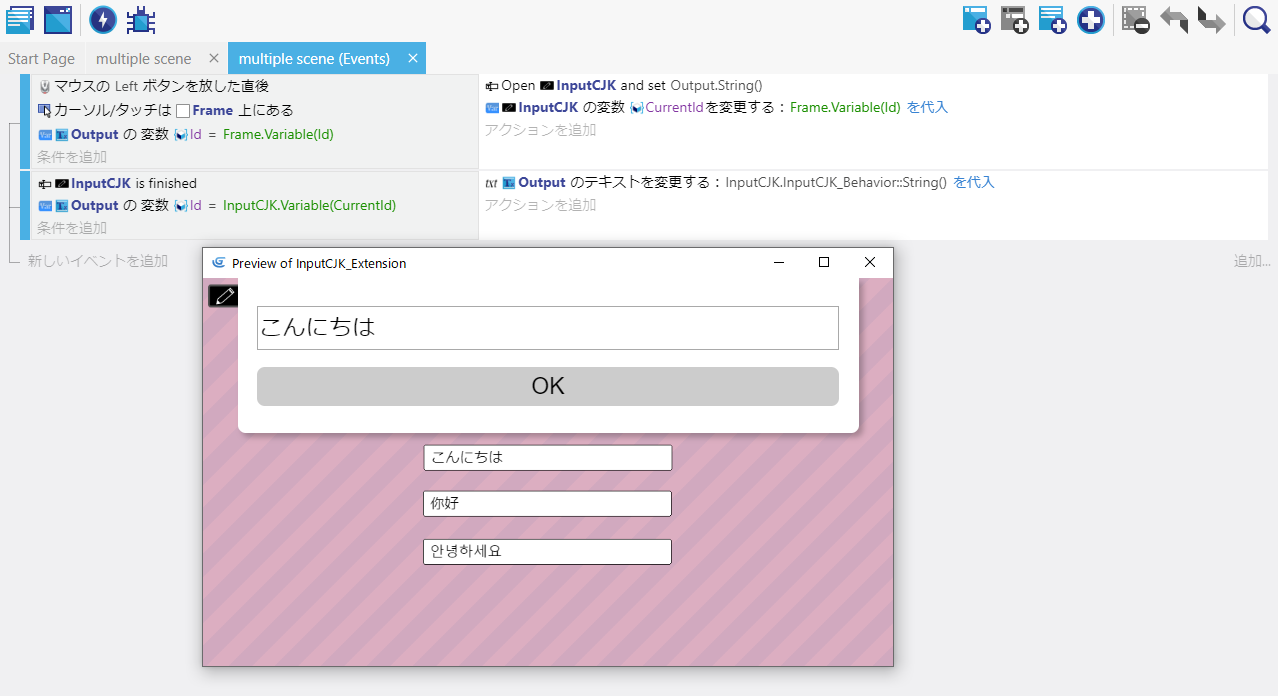 Start Page
multiple scene
multiple scene (Events)
マウスの Left ボタンを放した直後
カーソル/タッチは Frame 上にある
Output の 変数 Id = Frame.Variable(Id)
条件を追加
Open InputCJK and set Output.String()
InputCJK の変数 CurrentIdを変更する : Frame.Variable(Id) を代入
アクションを追加
InputCJK is finished
Output の 変数 Id = InputCJK.Variable(CurrentId)
条件を追加
txt Output のテキストを変更する : InputCJK.InputCJK_Behavior::String() を代入
アクションを追加
新しいイベントを追加
追加...
Preview of InputCJK_Extension
こんにちは
OK
こんにちは
你好
안녕하세요